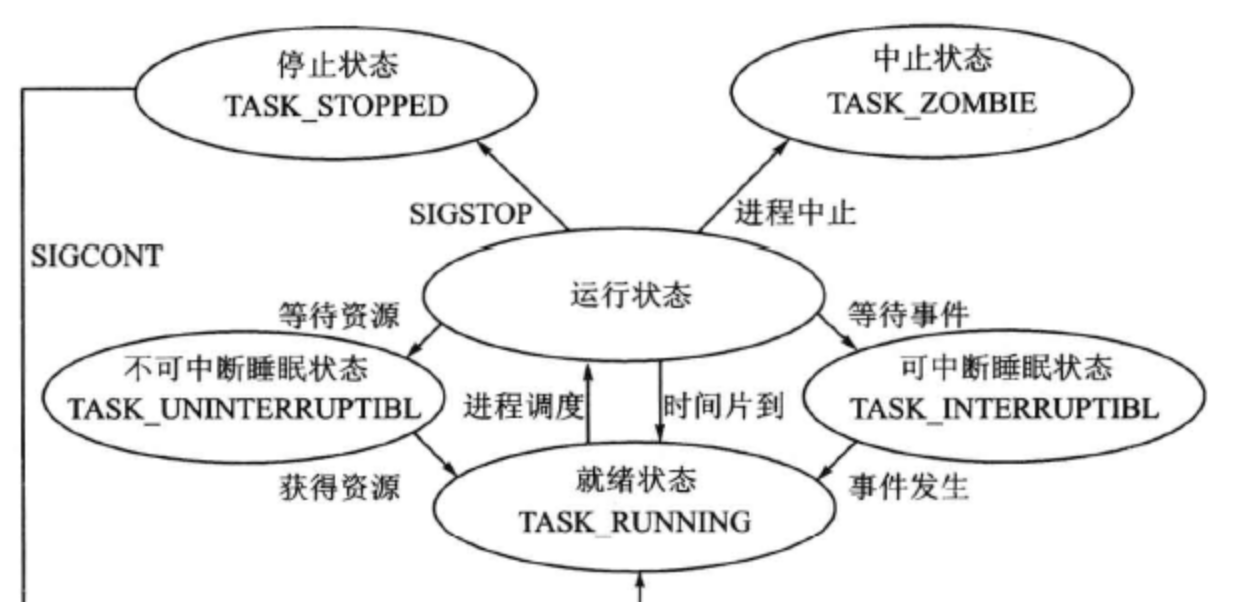 停止状态
TASK_STOPPED
中止状态
TASK_ZOMBIE
SIGSTOP
进程中止
SIGCONT
运行状态
等待资源
等待事件
不可中断睡眠状态
TASK_UNINTERRUPTIBL
进程调度
时间片到
可中断睡眠状态
TASK_INTERRUPTIBL
获得资源
就绪状态
TASK_RUNNING
事件发生